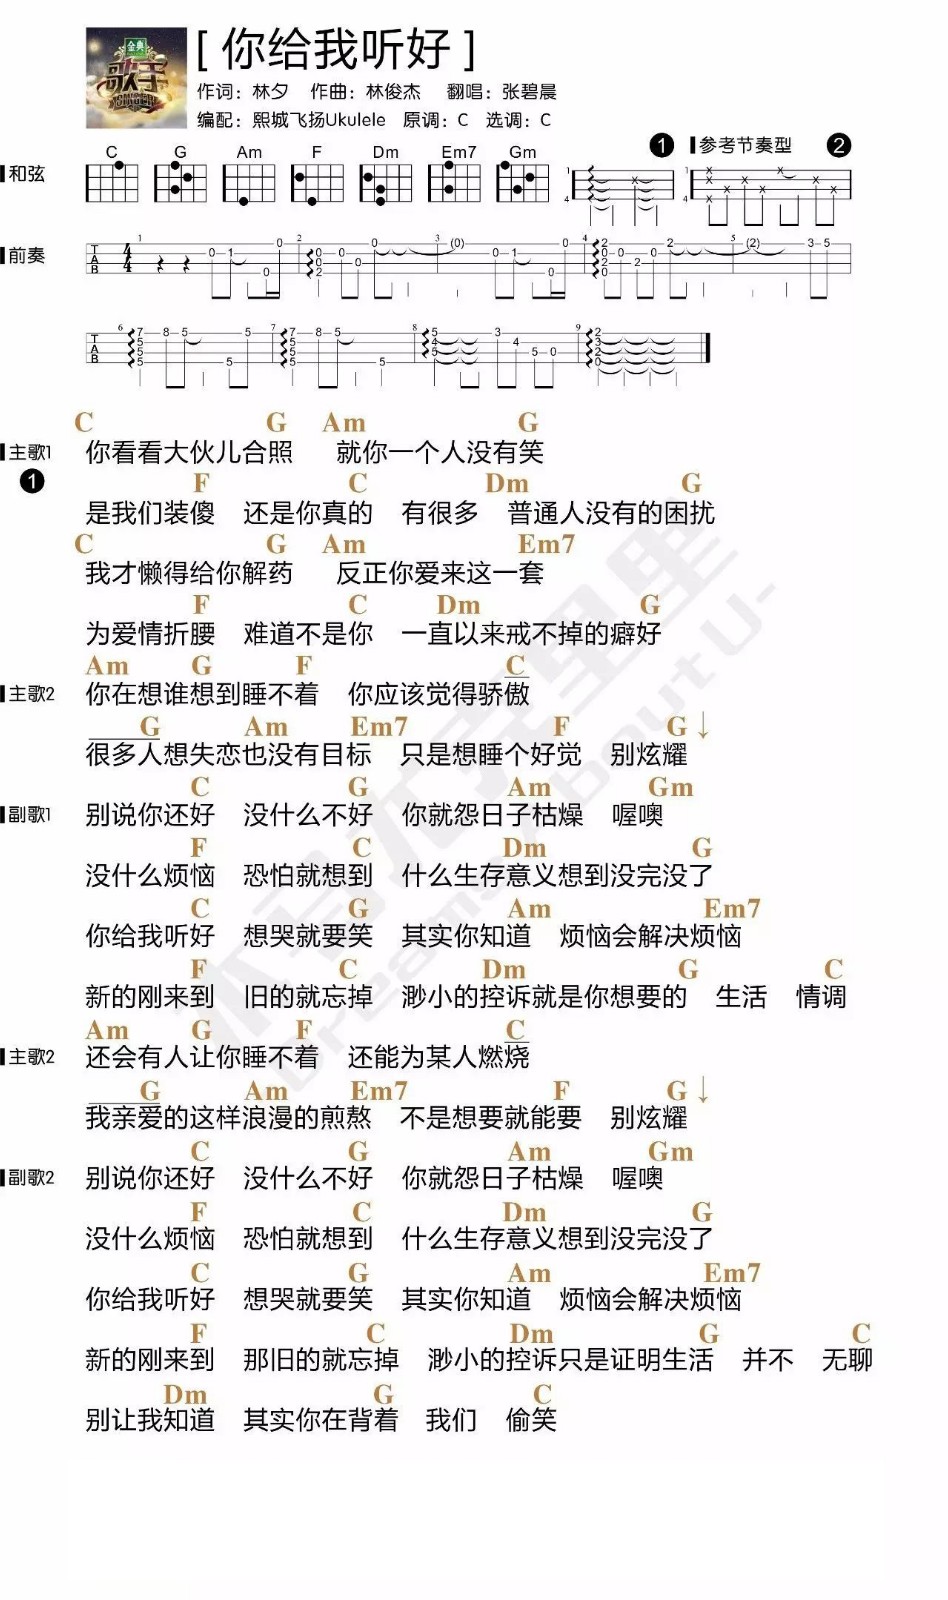 [ 你给我听好 ]
作词：林夕 作曲：林俊杰 翻唱：张碧晨
编配：熙城飞扬Ukulele 原调：C 选调：C
金典
歌手
SINGER
和弦 C G Am F Dm Em7 Gm 1 参考节奏型 2
前奏
C G Am G
主歌1 你看看大伙儿合照 就你一个人没有笑
1 F C Dm G
是我们装傻 还是你真的 有很多 普通人没有的困扰
C G Am Em7
我才懒得给你解药 反正你爱来这一套
F C Dm G
为爱情折腰 难道不是你 一直以来戒不掉的癖好
Am G F C
主歌2 你在想谁想到睡不着 你应该觉得骄傲
G Am Em7 F G↓
很多人想失恋也没有目标 只是想睡个好觉 别炫耀
C G Am Gm
副歌1 别说你还好 没什么不好 你就怨日子枯燥 喔噢
F C Dm G
没什么烦恼 恐怕就想到 什么生存意义想到没完没了
C G Am Em7
你给我听好 想哭就要笑 其实你知道 烦恼会解决烦恼
F C Dm G C
新的刚来到 旧的就忘掉 渺小的控诉就是你想要的 生活 情调
Am G F C
主歌2 还会有人让你睡不着 还能为某人燃烧
G Am Em7 F G↓
我亲爱的这样浪漫的煎熬 不是想要就能要 别炫耀
C G Am Gm
副歌2 别说你还好 没什么不好 你就怨日子枯燥 喔噢
F C Dm G
没什么烦恼 恐怕就想到 什么生存意义想到没完没了
C G Am Em7
你给我听好 想哭就要笑 其实你知道 烦恼会解决烦恼
F C Dm G C
新的刚来到 那旧的就忘掉 渺小的控诉只是证明生活 并不 无聊
Dm G C
别让我知道 其实你在背着 我们 偷笑